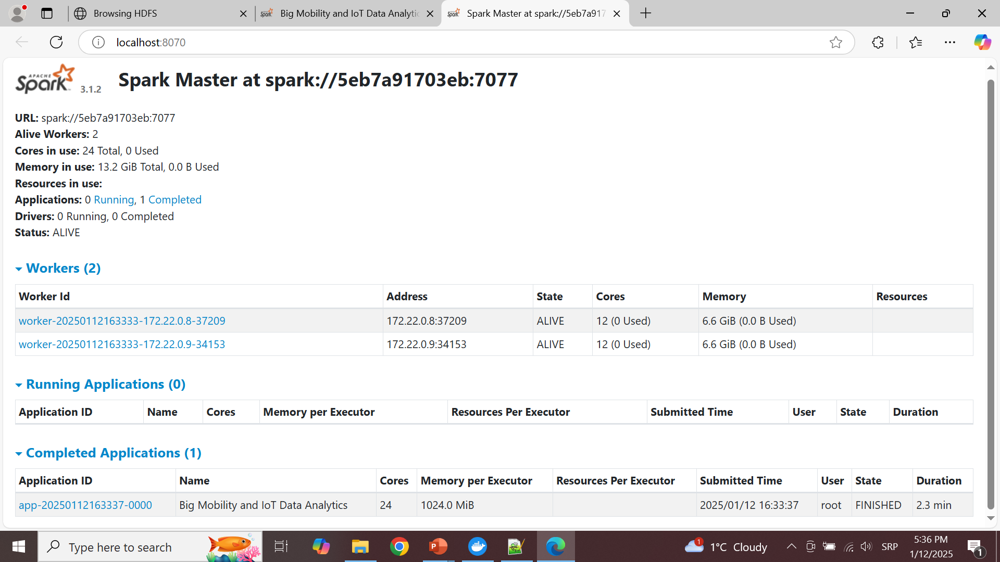 Browsing HDFS
Big Mobility and IoT Data Analytic
Spark Master at spark://5eb7a917
localhost:8070
APACHE
Spark 3.1.2 Spark Master at spark://5eb7a91703eb:7077
URL: spark://5eb7a91703eb:7077
Alive Workers: 2
Cores in use: 24 Total, 0 Used
Memory in use: 13.2 GiB Total, 0.0 B Used
Resources in use:
Applications: 0 Running, 1 Completed
Drivers: 0 Running, 0 Completed
Status: ALIVE
Workers (2)
Worker Id Address State Cores Memory Resources
worker-20250112163333-172.22.0.8-37209 172.22.0.8:37209 ALIVE 12 (0 Used) 6.6 GiB (0.0 B Used)
worker-20250112163333-172.22.0.9-34153 172.22.0.9:34153 ALIVE 12 (0 Used) 6.6 GiB (0.0 B Used)
Running Applications (0)
Application ID Name Cores Memory per Executor Resources Per Executor Submitted Time User State Duration
Completed Applications (1)
Application ID Name Cores Memory per Executor Resources Per Executor Submitted Time User State Duration
app-20250112163337-0000 Big Mobility and IoT Data Analytics 24 1024.0 MiB 2025/01/12 16:33:37 root FINISHED 2.3 min
Type here to search
P
1
1°C Cloudy
SRP
5:36 PM
1/12/2025
1